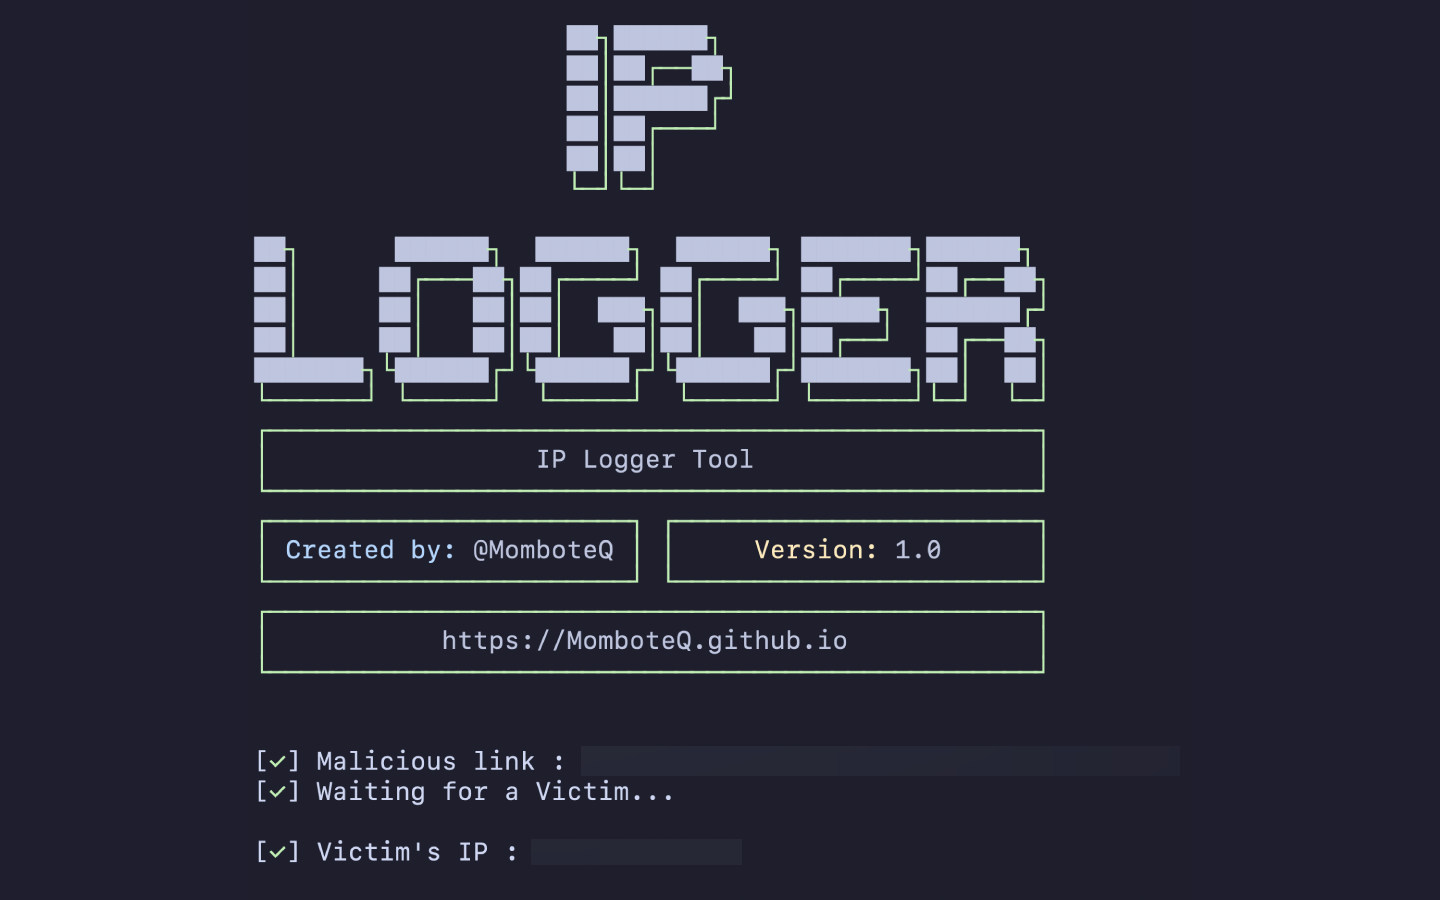 IP
LOGGER
IP Logger Tool
Created by: @MomboteQ
Version: 1.0
https://MomboteQ.github.io
[✓] Malicious link :
[✓] Waiting for a Victim...
[✓] Victim's IP :